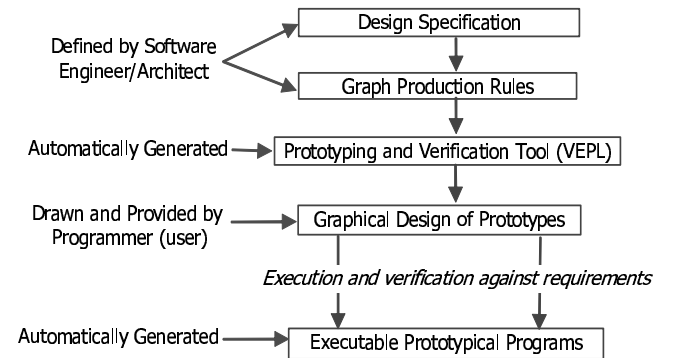 Design Specification
Defined by Software
Engineer/Architect
Graph Production Rules
Automatically Generated
Prototyping and Verification Tool (VEPL)
Drawn and Provided by
Programmer (user)
Graphical Design of Prototypes
Execution and verification against requirements
Automatically Generated
Executable Prototypical Programs